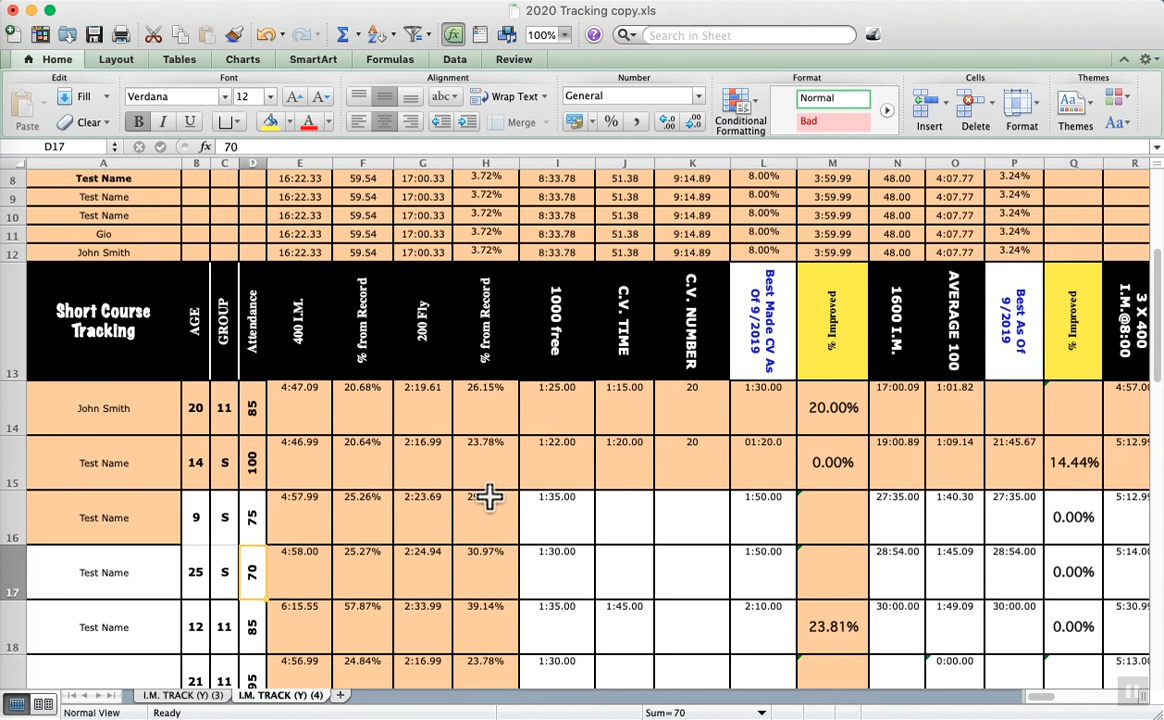 2020 Tracking copy.xls
100%
Search in Sheet
Home Layout Tables Charts SmartArt Formulas Data Review
Edit Font Alignment Number Format Cells Themes
Paste Fill Clear
Verdana 12
B I U
abc Wrap Text Merge
General
%
Conditional Formatting
Normal
Bad
Insert Delete Format Themes Aa
D17 fx 70
A B C D E F G H I J K L M N O P Q R
8 Test Name 16:22.33 59.54 17:00.33 3.72% 8:33.78 51.38 9:14.89 8.00% 3:59.99 48.00 4:07.77 3.24%
9 Test Name 16:22.33 59.54 17:00.33 3.72% 8:33.78 51.38 9:14.89 8.00% 3:59.99 48.00 4:07.77 3.24%
10 Test Name 16:22.33 59.54 17:00.33 3.72% 8:33.78 51.38 9:14.89 8.00% 3:59.99 48.00 4:07.77 3.24%
11 Gio 16:22.33 59.54 17:00.33 3.72% 8:33.78 51.38 9:14.89 8.00% 3:59.99 48.00 4:07.77 3.24%
12 John Smith 16:22.33 59.54 17:00.33 3.72% 8:33.78 51.38 9:14.89 8.00% 3:59.99 48.00 4:07.77 3.24%
13 Short Course Tracking AGE GROUP Attendance 400 I.M. % from Record 200 Fly % from Record 1000 free C.V. TIME C.V. NUMBER Best Made CV As Of 9/2019 % Improved 1600 I.M. AVERAGE 100 Best As Of 9/2019 % Improved 3 X 400 I.M.@8:00
14 John Smith 20 11 85 4:47.09 20.68% 2:19.61 26.15% 1:25.00 1:15.00 20 1:30.00 20.00% 17:00.09 1:01.82 4:57.0
15 Test Name 14 S 100 4:46.99 20.64% 2:16.99 23.78% 1:22.00 1:20.00 20 01:20.0 0.00% 19:00.89 1:09.14 21:45.67 14.44% 5:12.9
16 Test Name 9 S 75 4:57.99 25.26% 2:23.69 1:35.00 1:50.00 27:35.00 1:40.30 27:35.00 0.00% 5:12.9
17 Test Name 25 S 70 4:58.00 25.27% 2:24.94 30.97% 1:30.00 1:50.00 28:54.00 1:45.09 28:54.00 0.00% 5:14.0
18 Test Name 12 11 85 6:15.55 57.87% 2:33.99 39.14% 1:35.00 1:45.00 2:10.00 23.81% 30:00.00 1:49.09 30:00.00 0.00% 5:30.9
21 11 95 4:56.99 24.84% 2:16.99 23.78% 1:30.00 0:00.00 5:13.0
I.M. TRACK (Y) (3) I.M. TRACK (Y) (4)
Normal View Ready Sum=70